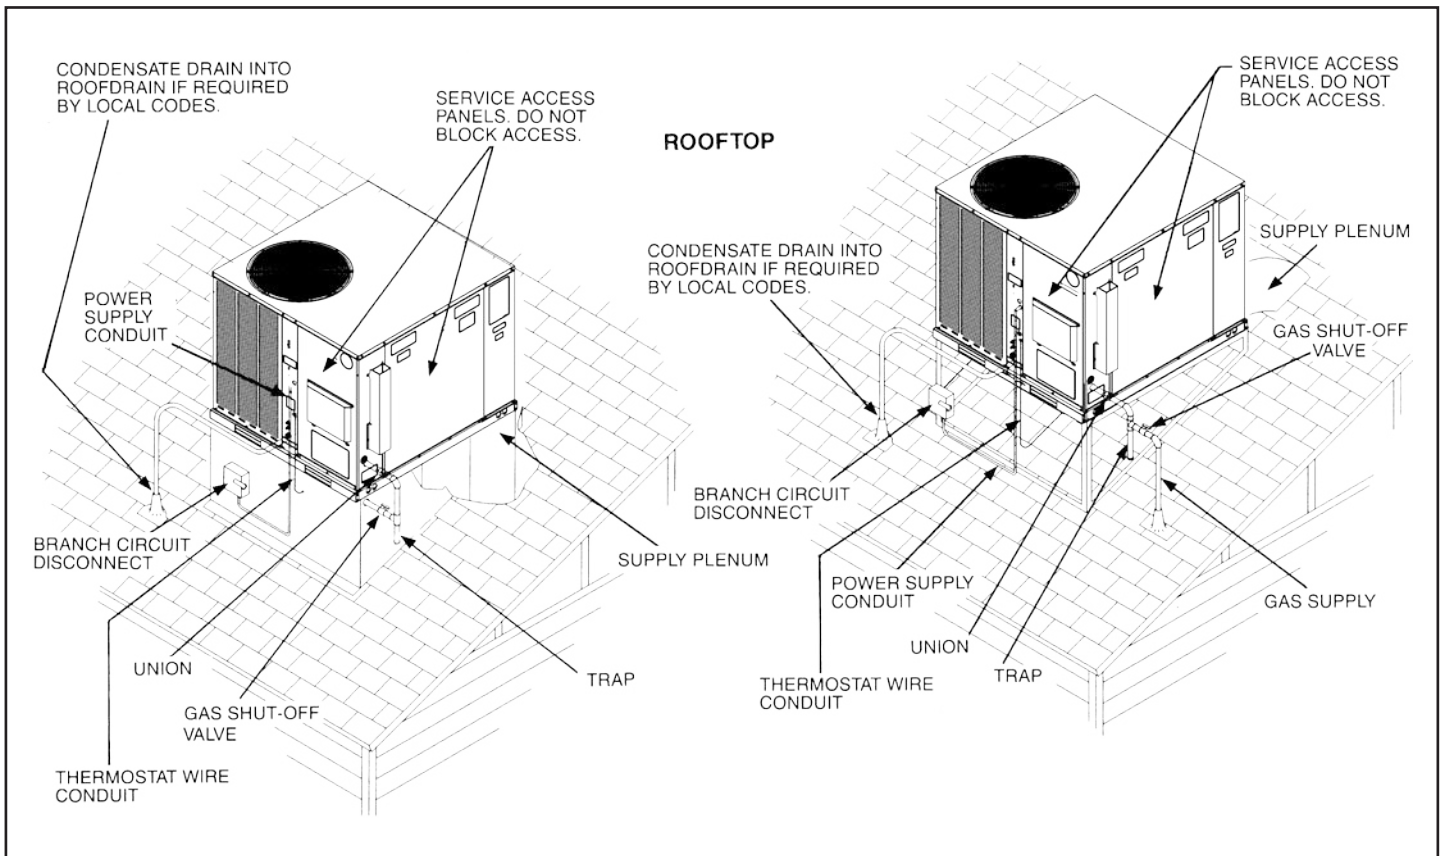 CONDENSATE DRAIN INTO
ROOFDRAIN IF REQUIRED
BY LOCAL CODES.
SERVICE ACCESS
PANELS. DO NOT
BLOCK ACCESS.
POWER
SUPPLY
CONDUIT
BRANCH CIRCUIT
DISCONNECT
SUPPLY PLENUM
UNION
TRAP
GAS SHUT-OFF
VALVE
THERMOSTAT WIRE
CONDUIT
ROOFTOP
SERVICE ACCESS
PANELS. DO NOT
BLOCK ACCESS.
SUPPLY PLENUM
CONDENSATE DRAIN INTO
ROOFDRAIN IF REQUIRED
BY LOCAL CODES.
GAS SHUT-OFF
VALVE
BRANCH CIRCUIT
DISCONNECT
POWER SUPPLY
CONDUIT
GAS SUPPLY
UNION
TRAP
THERMOSTAT WIRE
CONDUIT